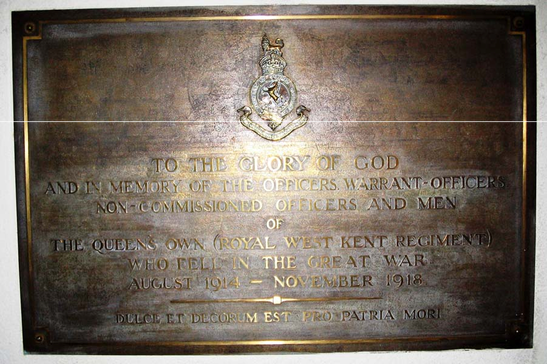 TO THE GLORY OF GOD
AND IN MEMORY OF THE OFFICERS, WARRANT-OFFICERS
NON-COMMISSIONED OFFICERS, AND MEN
OF
THE QUEENS OWN (ROYAL WEST KENT REGIMENT)
WHO FELL IN THE GREAT WAR
AUGUST 1914 — NOVEMBER 1918
DULCE ET DECORUM EST PRO PATRIA MORI